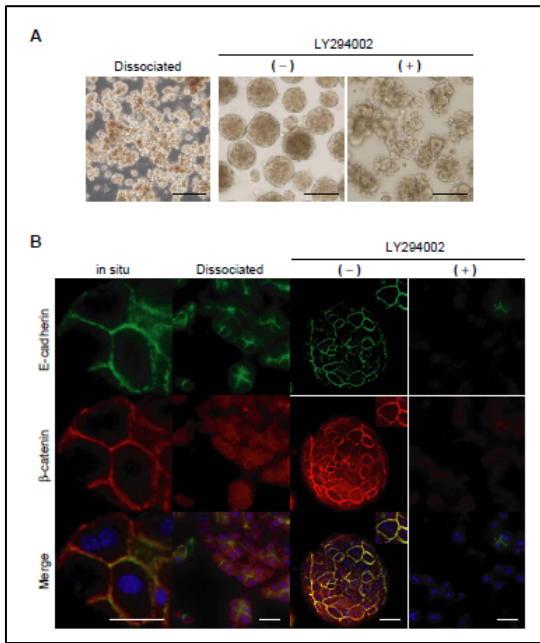 A
LY294002
Dissociated
( − )
( + )
B
LY294002
in situ
Dissociated
( − )
( + )
E-cadherin
β-catenin
Merge